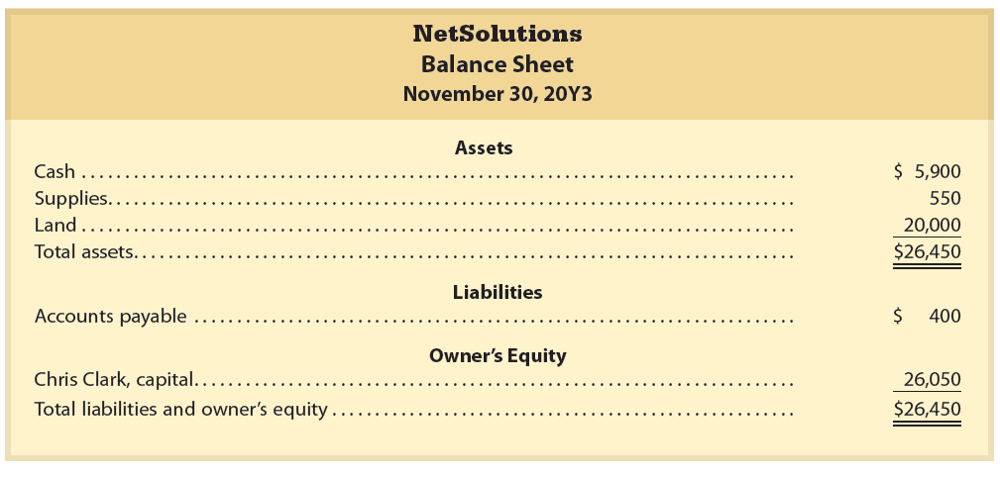 NetSolutions
Balance Sheet
November 30, 20Y3
Assets
Cash ........................................................................ $ 5,900
Supplies........................................................................ 550
Land ........................................................................ 20,000
Total assets........................................................................ $26,450
Liabilities
Accounts payable ........................................................................ $ 400
Owner's Equity
Chris Clark, capital........................................................................ 26,050
Total liabilities and owner's equity........................................................................ $26,450